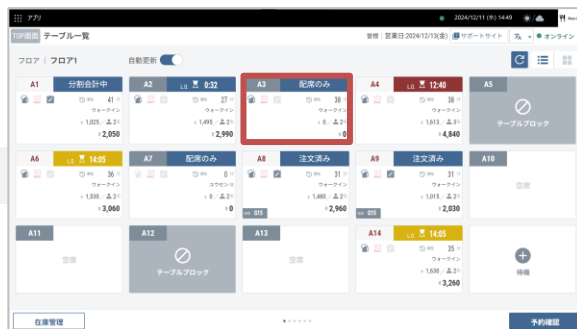 アプリ
2024/12/11 (水) 14:49
TOP画面 テーブル一覧
営業日 2024/12/13(金) サポートサイト オンライン
フロア | フロア1 自動更新
A1 分割会計中
41
ウォークイン
1,025 / 2
2,050
A2 L.O. 0:32
27
ウォークイン
1,495 / 2
2,990
A3 配席のみ
38
ウォークイン
0 / 2
0
A4 L.O. 12:40
38
ウォークイン
1,613 / 2
4,840
A5
テーブルブロック
A6 L.O. 14:05
36
ウォークイン
1,530 / 2
3,060
A7 配席のみ
0
0 / 2
0
A8 注文済み
31
ウォークイン
1,480 / 2
G15 2,960
A9 注文済み
31
ウォークイン
1,015 / 2
G15 2,030
A10
空席
A11
空席
A12
テーブルブロック
A13
空席
A14 L.O. 14:05
35
ウォークイン
1,630 / 2
3,260
待機
在庫管理
予約確認